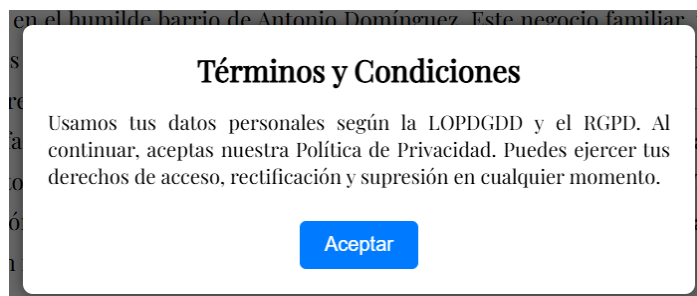 en el humilde barrio de Antonio Domínguez. Este negocio familiar
Términos y Condiciones
Usamos tus datos personales según la LOPDGDD y el RGPD. Al
continuar, aceptas nuestra Política de Privacidad. Puedes ejercer tus
derechos de acceso, rectificación y supresión en cualquier momento.
Aceptar